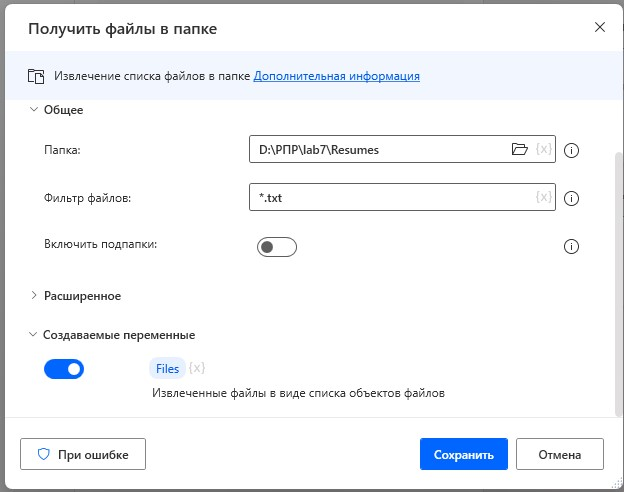 Получить файлы в папке
Извлечение списка файлов в папке Дополнительная информация
Общее
Папка: D:\РПР\lab7\Resumes {x}
Фильтр файлов: *.txt {x}
Включить подпапки:
Расширенное
Создаваемые переменные
Files {x}
Извлеченные файлы в виде списка объектов файлов
При ошибке Сохранить Отмена